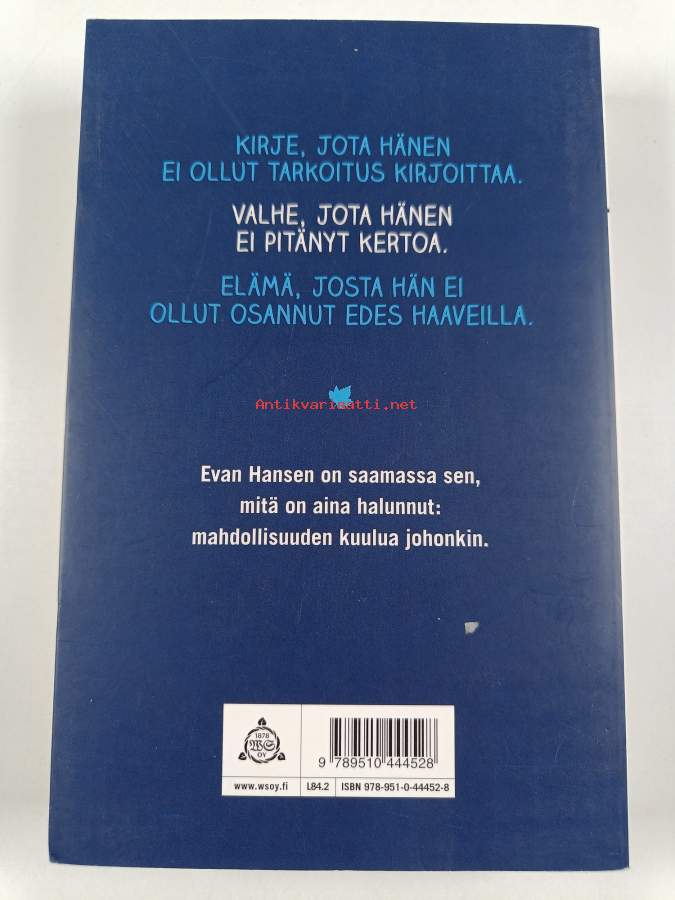 KIRJE, JOTA HÄNEN
EI OLLUT TARKOITUS KIRJOITTAA.
VALHE, JOTA HÄNEN
EI PITÄNYT KERTOA.
ELÄMÄ, JOSTA HÄN EI
OLLUT OSANNUT EDES HAAVEILLA.
Antikvariaatti.net
Evan Hansen on saamassa sen,
mitä on aina halunnut:
mahdollisuuden kuulua johonkin.
1878
WS
OY
9 789510 444528
www.wsoy.fi L84.2 ISBN 978-951-0-44452-8